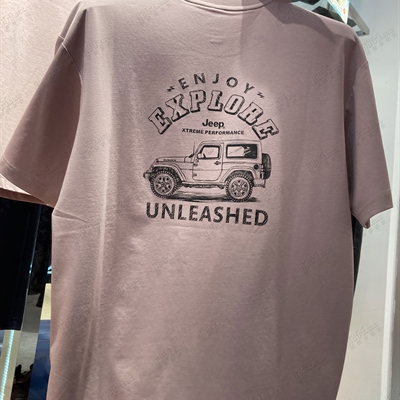 "ENJOY"
EXPLORE
Jeep
XTREME PERFORMANCE
UNLEASHED